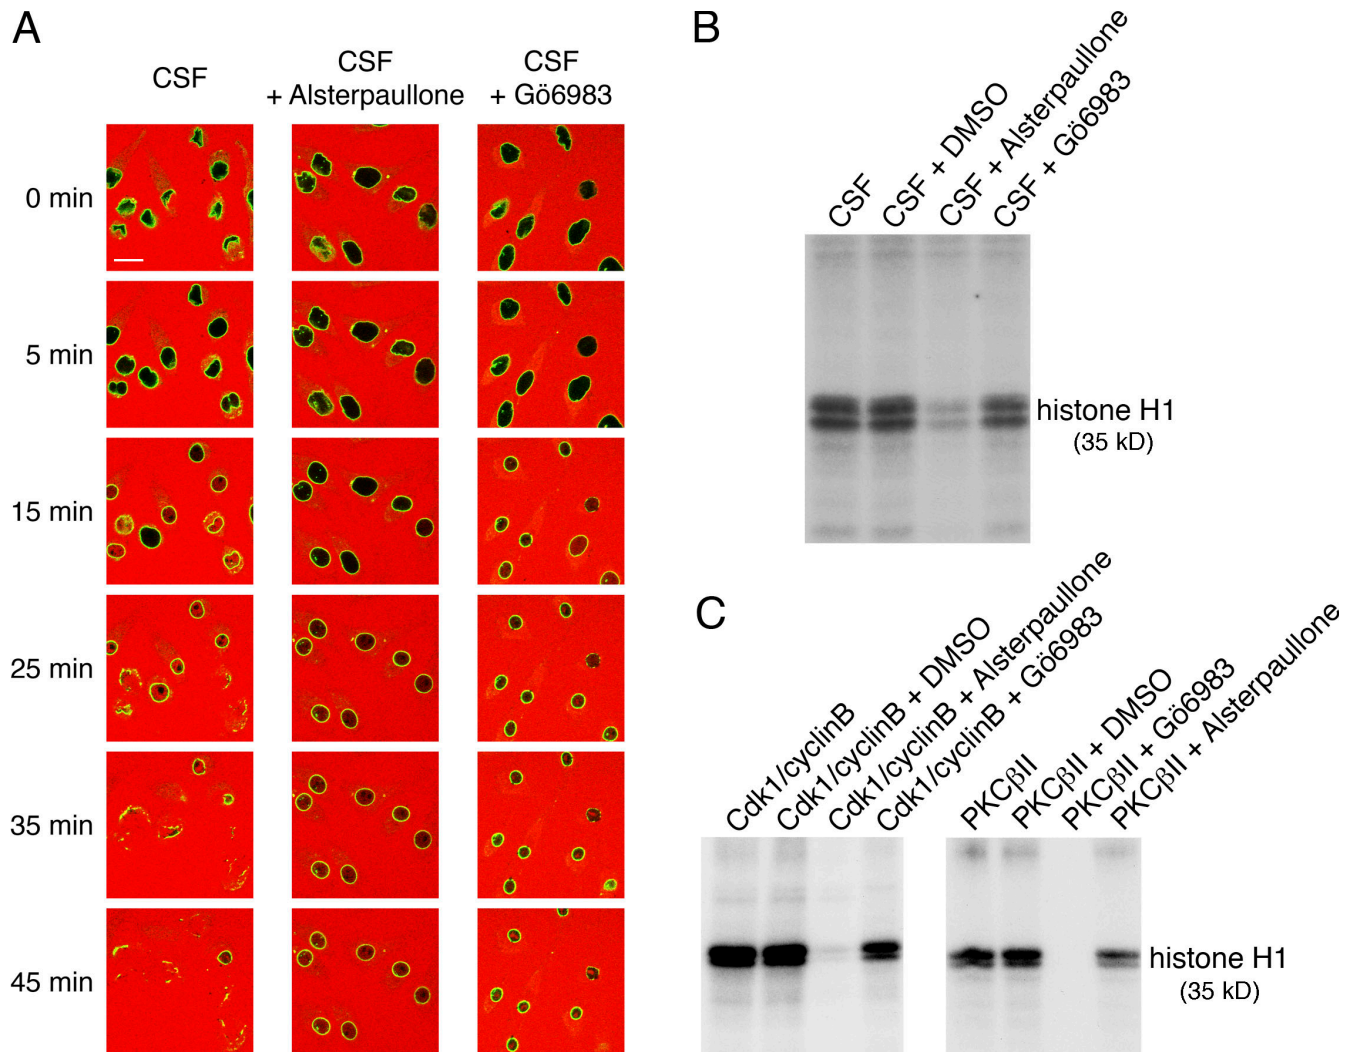 A
CSF
CSF
+ Alsterpaullone
CSF
+ Gö6983
0 min
5 min
15 min
25 min
35 min
45 min
B
CSF
CSF + DMSO
CSF + Alsterpaullone
CSF + Gö6983
histone H1
(35 kD)
C
Cdk1/cyclinB
Cdk1/cyclinB + DMSO
Cdk1/cyclinB + Alsterpaullone
Cdk1/cyclinB + Gö6983
PKCβII
PKCβII + DMSO
PKCβII + Gö6983
PKCβII + Alsterpaullone
histone H1
(35 kD)